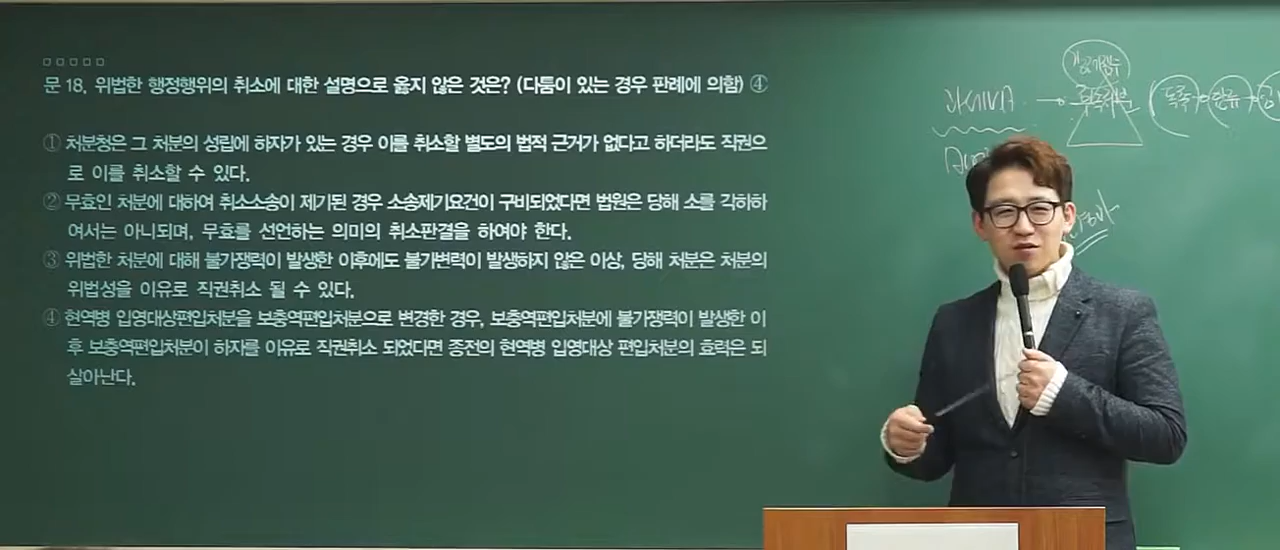 □□□□□
문 18. 위법한 행정행위의 취소에 대한 설명으로 옳지 않은 것은? (다툼이 있는 경우 판례에 의함) ④
① 처분청은 그 처분의 성립에 하자가 있는 경우 이를 취소할 별도의 법적 근거가 없다고 하더라도 직권으
로 이를 취소할 수 있다.
② 무효인 처분에 대하여 취소소송이 제기된 경우 소송제기요건이 구비되었다면 법원은 당해 소를 각하하
여서는 아니되며, 무효를 선언하는 의미의 취소판결을 하여야 한다.
③ 위법한 처분에 대해 불가쟁력이 발생한 이후에도 불가변력이 발생하지 않은 이상, 당해 처분은 처분의
위법성을 이유로 직권취소 될 수 있다.
④ 현역병 입영대상편입처분을 보충역편입처분으로 변경한 경우, 보충역편입처분에 불가쟁력이 발생한 이
후 보충역편입처분이 하자를 이유로 직권취소 되었다면 종전의 현역병 입영대상 편입처분의 효력은 되
살아난다.